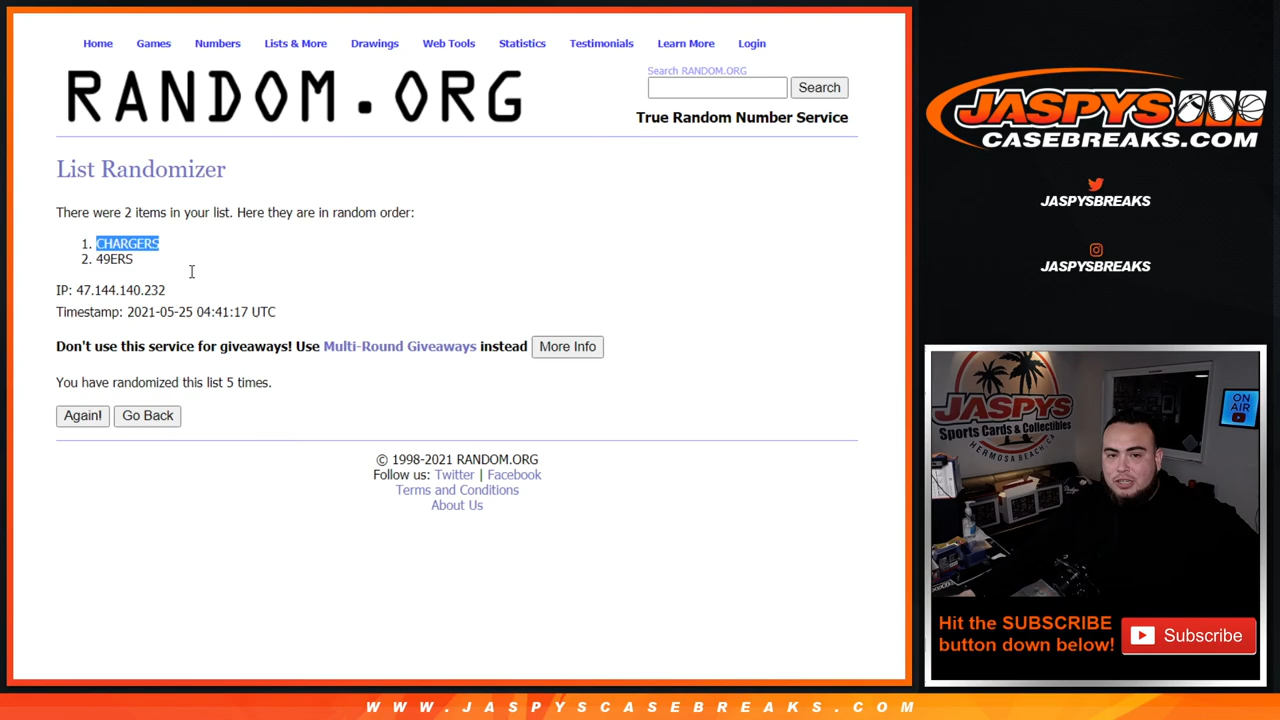 Home Games Numbers Lists & More Drawings Web Tools Statistics Testimonials Learn More Login
RANDOM.ORG
Search RANDOM.ORG
Search
True Random Number Service
List Randomizer
There were 2 items in your list. Here they are in random order:
1. CHARGERS
2. 49ERS
IP: 47.144.140.232
Timestamp: 2021-05-25 04:41:17 UTC
Don't use this service for giveaways! Use Multi-Round Giveaways instead More Info
You have randomized this list 5 times.
Again! Go Back
© 1998-2021 RANDOM.ORG
Follow us: Twitter | Facebook
Terms and Conditions
About Us
JASPYS
CASEBREAKS.COM
JASPYSBREAKS
JASPYSBREAKS
JASPYS
Sports Cards & Collectibles
HERMOSA BEACH, CA
ON
AIR
Hit the SUBSCRIBE
button down below!
Subscribe
WWW.JASPYSCASEBREAKS.COM